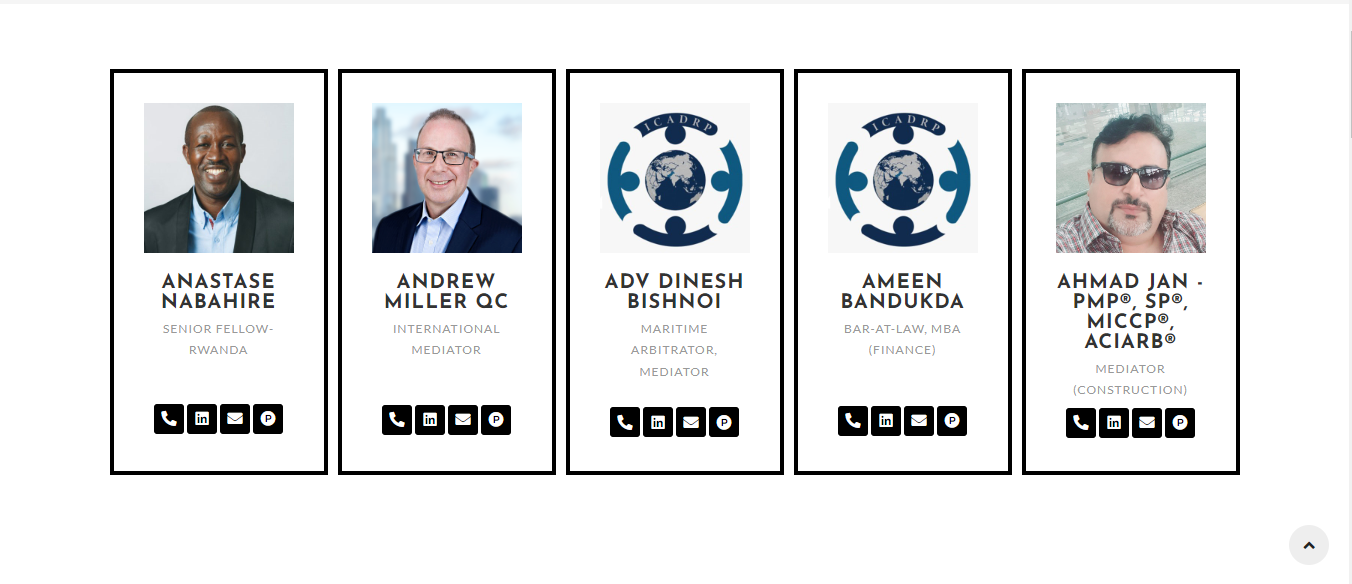 ANASTASE
NABAHIRE
SENIOR FELLOW-
RWANDA
P
ANDREW
MILLER QC
INTERNATIONAL
MEDIATOR
P
ICADRP
ADV DINESH
BISHNOI
MARITIME
ARBITRATOR,
MEDIATOR
P
ICADRP
AMEEN
BANDUKDA
BAR-AT-LAW, MBA
(FINANCE)
P
AHMAD JAN -
PMP®, SP®,
MICCP®,
ACIARB®
MEDIATOR
(CONSTRUCTION)
P